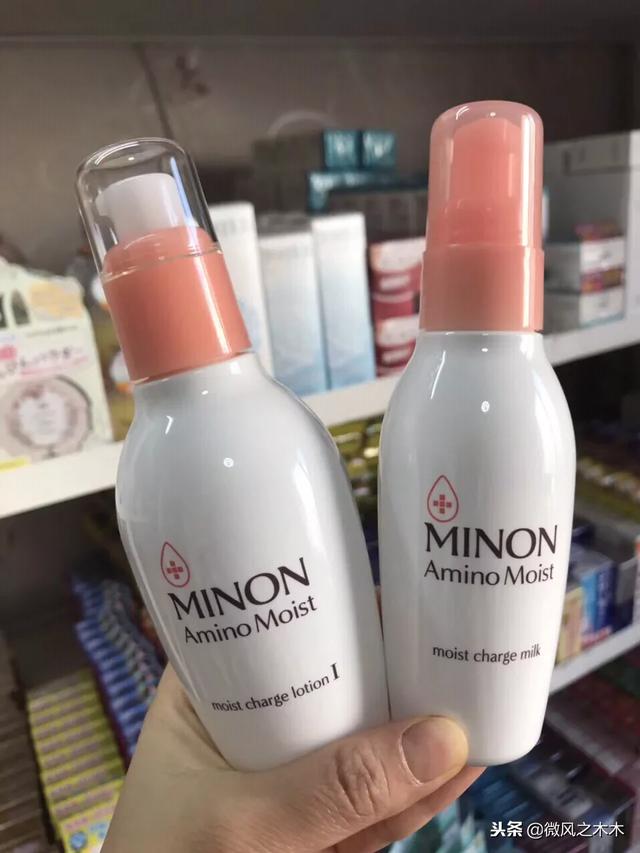 MINON
Amino Moist
moist charge lotion I
MINON
Amino Moist
moist charge milk
头条 @微风之木木